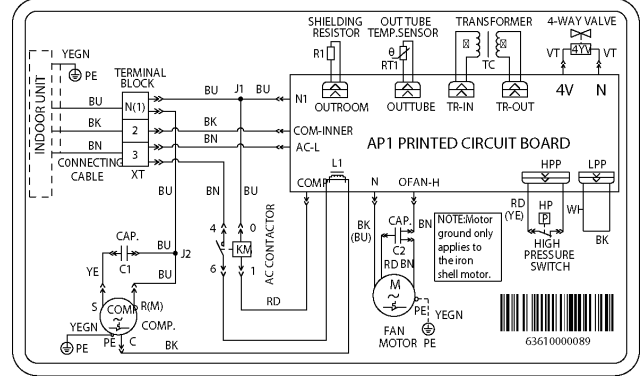 SHIELDING
RESISTOR
OUT TUBE
TEMP.SENSOR
TRANSFORMER
4-WAY VALVE
R1
θ
RT1
TC
VT
4YV
VT
YEGN
PE
INDOOR UNIT
TERMINAL
BLOCK
BU
N(1)
BU
J1
BU
N1
OUTROOM
OUTTUBE
TR-IN
TR-OUT
4V
N
BK
2
BK
COM-INNER
BN
3
BN
AC-L
AP1 PRINTED CIRCUIT BOARD
CONNECTING
CABLE
XT
L1
COMP
N
OFAN-H
HPP
LPP
BU
BN
BU
AC CONTACTOR
RD
(YE)
HP
P
WH
BK
HIGH
PRESSURE
SWITCH
4
0
KM
6
1
RD
BK
(BU)
CAP.
BN
C2
RD
BN
NOTE:Motor
ground only
applies to
the iron
shell motor.
CAP.
BU
J2
YE
C1
BU
S
COMP
~
R(M)
YEGN
PE
C
COMP.
PE
BK
M
~
PE
YEGN
FAN
MOTOR
PE
63610000089